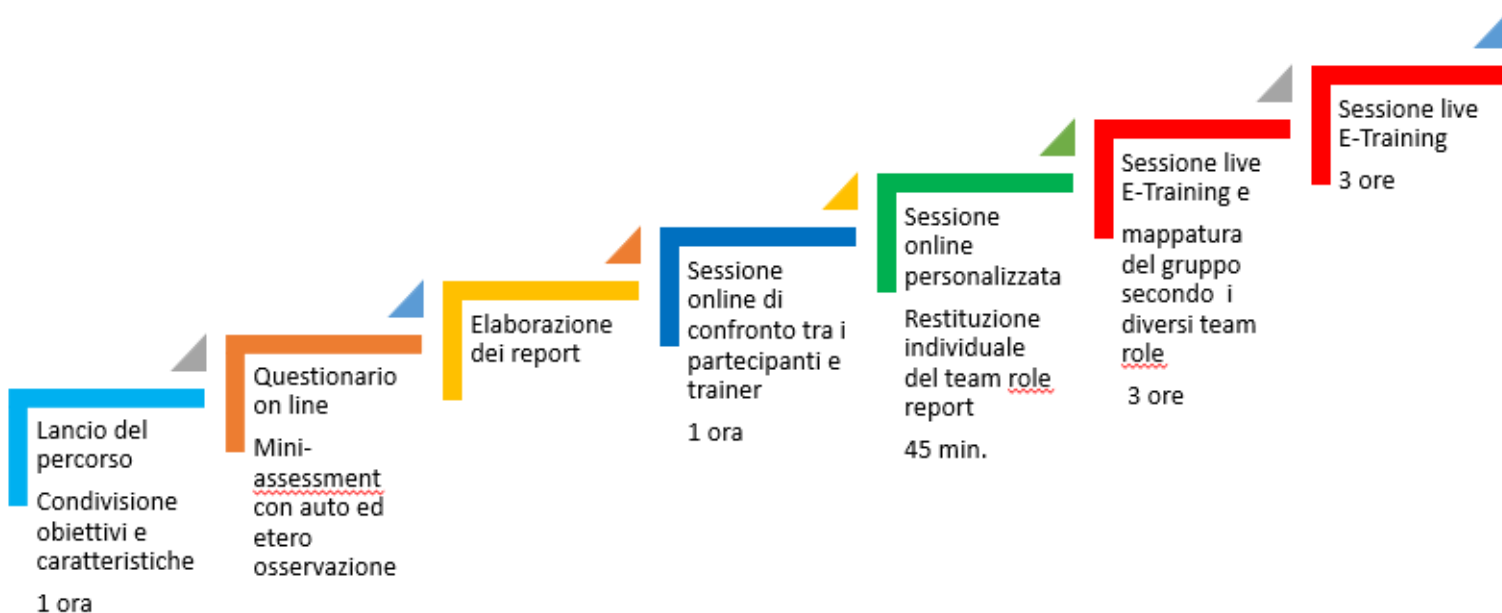 Lancio del
percorso
Condivisione
obiettivi e
caratteristiche
1 ora
Questionario
on line
Mini-
assessment
con auto ed
etero
osservazione
Elaborazione
dei report
Sessione
online di
confronto tra i
partecipanti e
trainer
1 ora
Sessione
online
personalizzata
Restituzione
individuale
del team role
report
45 min.
Sessione live
E-Training e
mappatura
del gruppo
secondo i
diversi team
role
3 ore
Sessione live
E-Training
3 ore